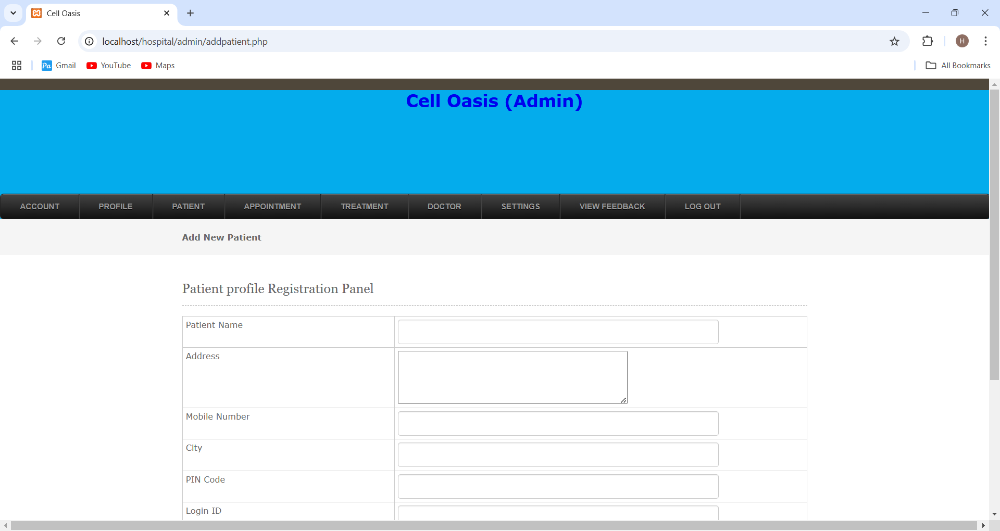 Cell Oasis
localhost/hospital/admin/addpatient.php
H
Pa Gmail YouTube Maps All Bookmarks
Cell Oasis (Admin)
ACCOUNT PROFILE PATIENT APPOINTMENT TREATMENT DOCTOR SETTINGS VIEW FEEDBACK LOG OUT
Add New Patient
Patient profile Registration Panel
Patient Name
Address
Mobile Number
City
PIN Code
Login ID